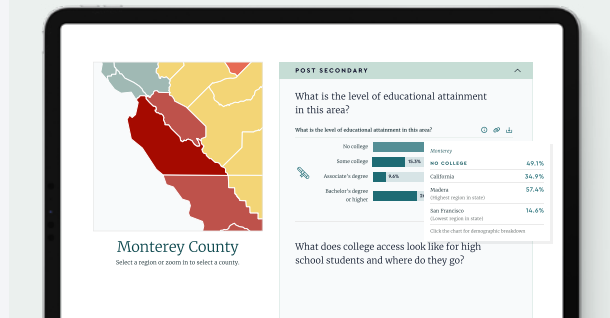 POST SECONDARY
What is the level of educational attainment
in this area?
What is the level of educational attainment in this area?
No college
Some college
15.3%
Associate's degree
9.6%
Bachelor's degree
or higher
Monterey
NO COLLEGE 49.1%
California 34.9%
Madera 57.4%
(Highest region in state)
San Francisco 14.6%
(Lowest region in state)
Click the chart for demographic breakdown
Monterey County
Select a region or zoom in to select a county.
What does college access look like for high
school students and where do they go?